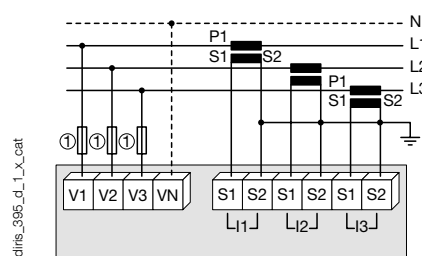 N
P1 L1
S1 S2
L2
P1
S1 S2 L3
① ① ①
V1 V2 V3 VN S1 S2 S1 S2 S1 S2
I1 I2 I3
diris_395_d_1_x_cat